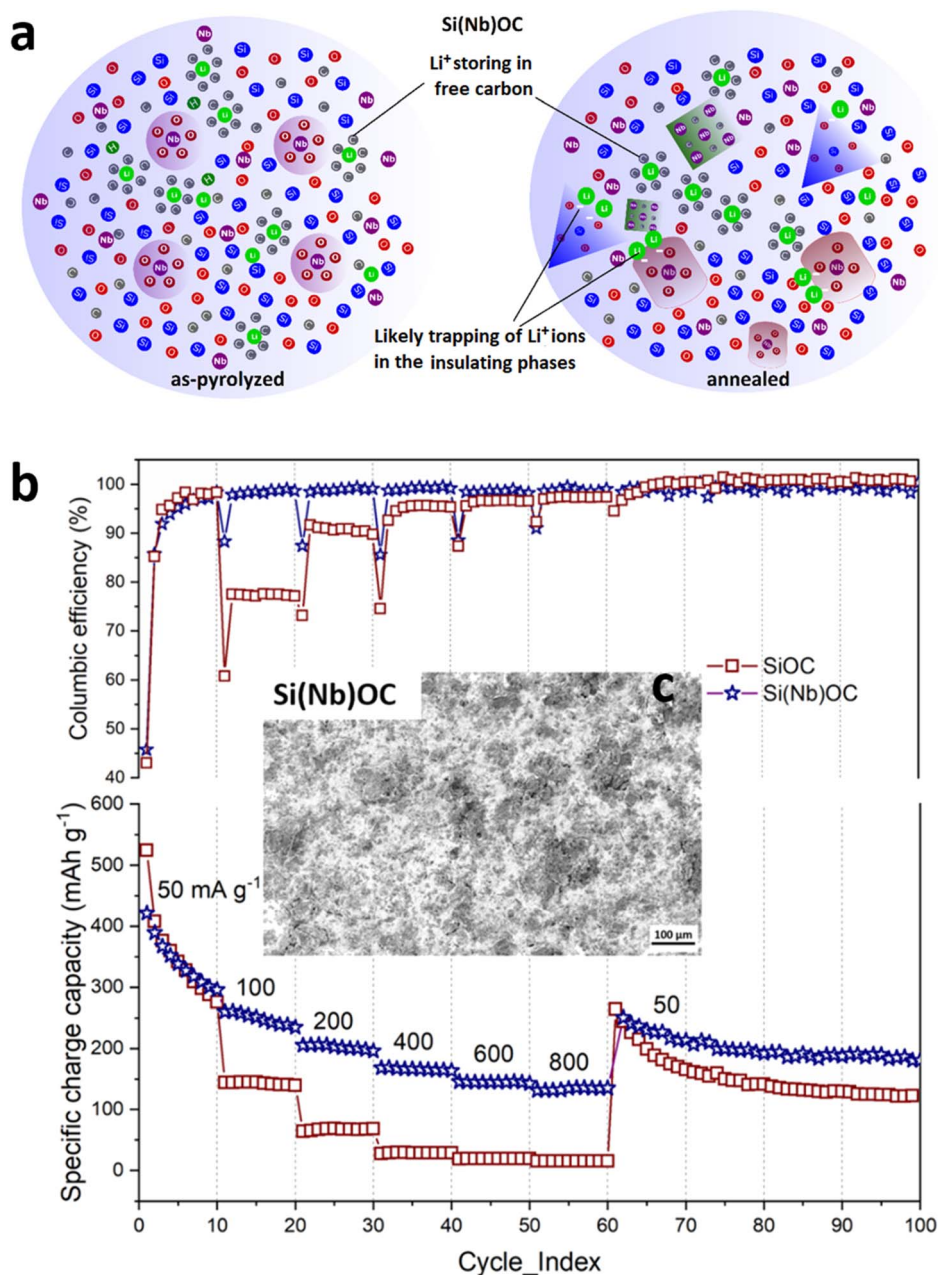 a
Si(Nb)OC
Li⁺ storing in
free carbon
Likely trapping of Li⁺ ions
in the insulating phases
as-pyrolyzed
annealed
b
Columbic efficiency (%)
100
90
80
70
60
50
40
Si(Nb)OC
c
SiOC
Si(Nb)OC
100 µm
Specific charge capacity (mAh g⁻¹)
600
500
400
300
200
100
0
50 mA g⁻¹
100
200
400
600
800
50
0
10
20
30
40
50
60
70
80
90
100
Cycle_Index